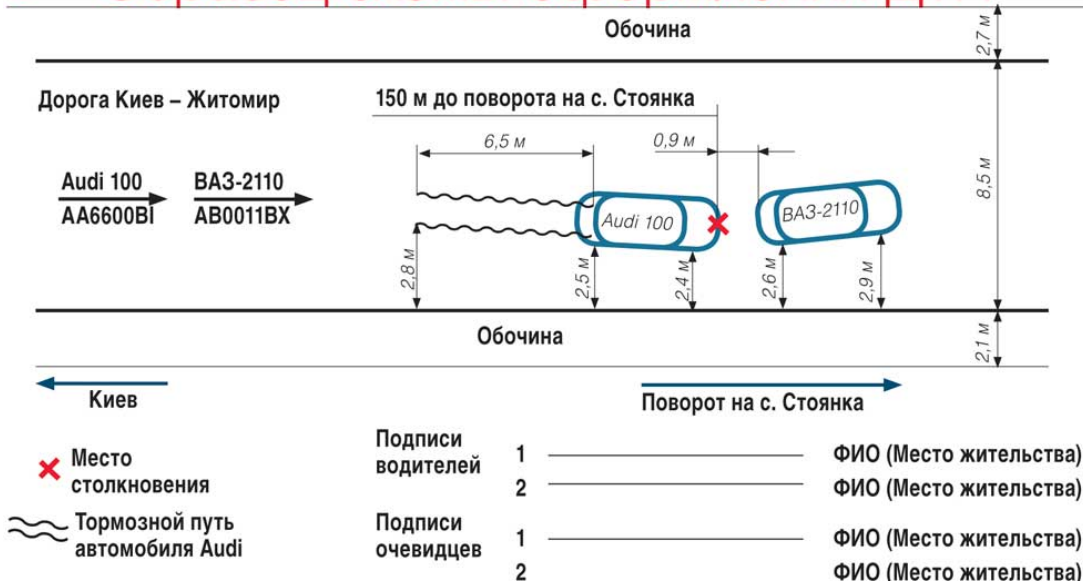 Обочина
2,7 м
Дорога Киев – Житомир
150 м до поворота на с. Стоянка
6,5 м
0,9 м
8,5 м
Audi 100
AA6600BI
ВАЗ-2110
AB0011BX
Audi 100
ВАЗ-2110
2,8 м
2,5 м
2,4 м
2,6 м
2,9 м
Обочина
2,1 м
Киев
Поворот на с. Стоянка
Место
столкновения
Тормозной путь
автомобиля Audi
Подписи
водителей
1
ФИО (Место жительства)
2
ФИО (Место жительства)
Подписи
очевидцев
1
ФИО (Место жительства)
2
ФИО (Место жительства)